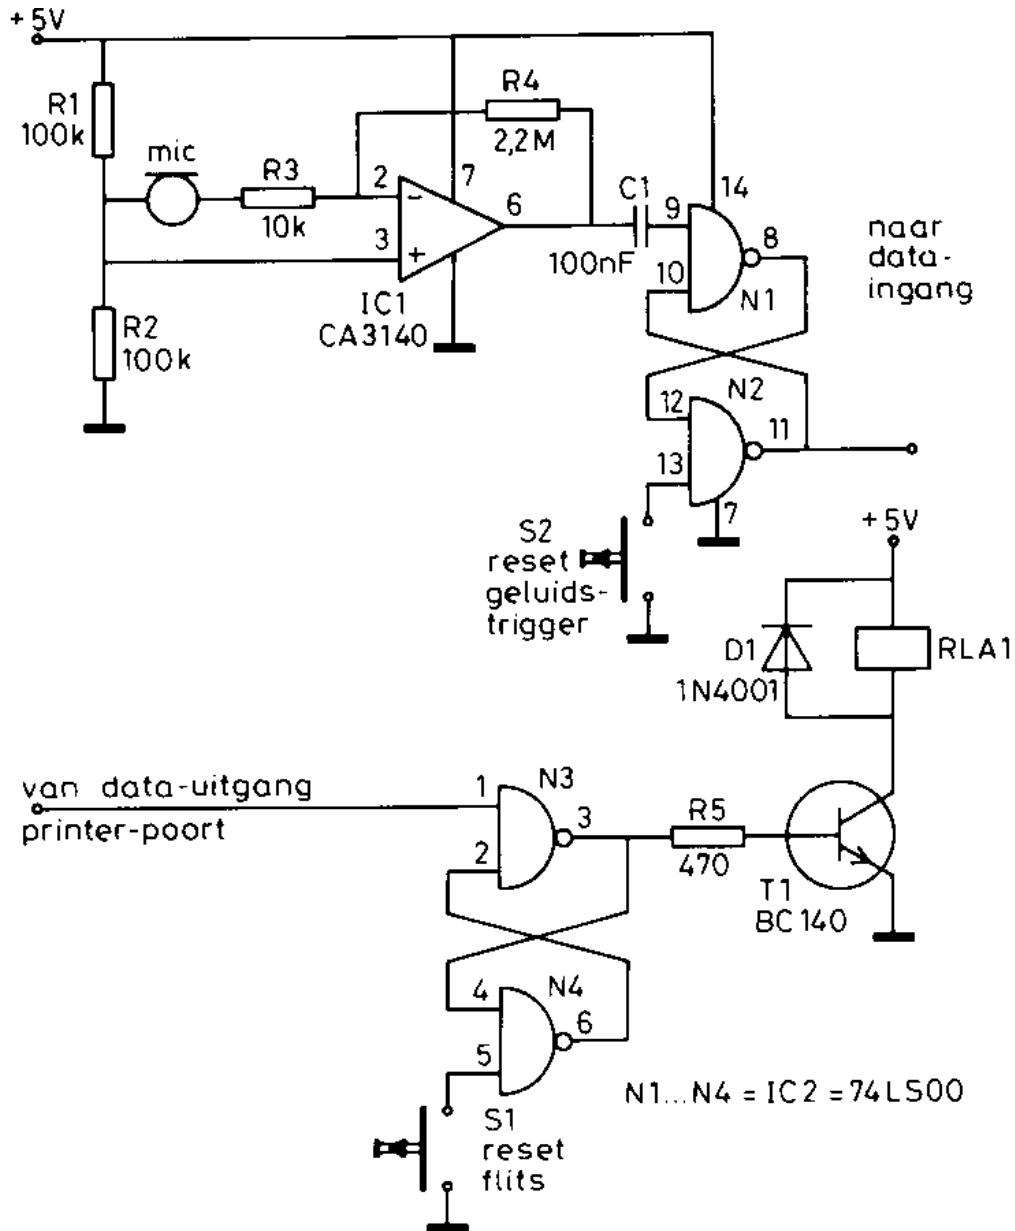 +5V
R1
100k
mic
R3
10k
R4
2,2M
2
3
7
6
-
+
IC1
CA3140
R2
100k
C1
100nF
9
10
14
8
N1
naar
data-
ingang
N2
12
13
11
7
S2
reset
geluids-
trigger
+5V
D1
1N4001
RLA1
van data-uitgang
printer-poort
1
2
N3
3
R5
470
T1
BC140
4
5
N4
6
N1...N4 = IC2 = 74LS00
S1
reset
flits